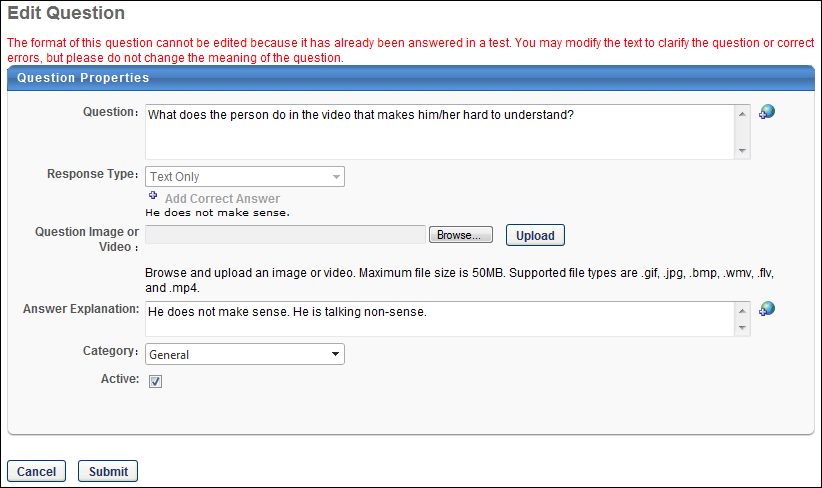 Edit Question
The format of this question cannot be edited because it has already been answered in a test. You may modify the text to clarify the question or correct
errors, but please do not change the meaning of the question.
Question Properties
Question: What does the person do in the video that makes him/her hard to understand?
Response Type: Text Only
Add Correct Answer
He does not make sense.
Question Image or
Video : Browse... Upload
Browse and upload an image or video. Maximum file size is 50MB. Supported file types are .gif, .jpg, .bmp, .wmv, .flv,
and .mp4.
Answer Explanation: He does not make sense. He is talking non-sense.
Category: General
Active:
Cancel Submit